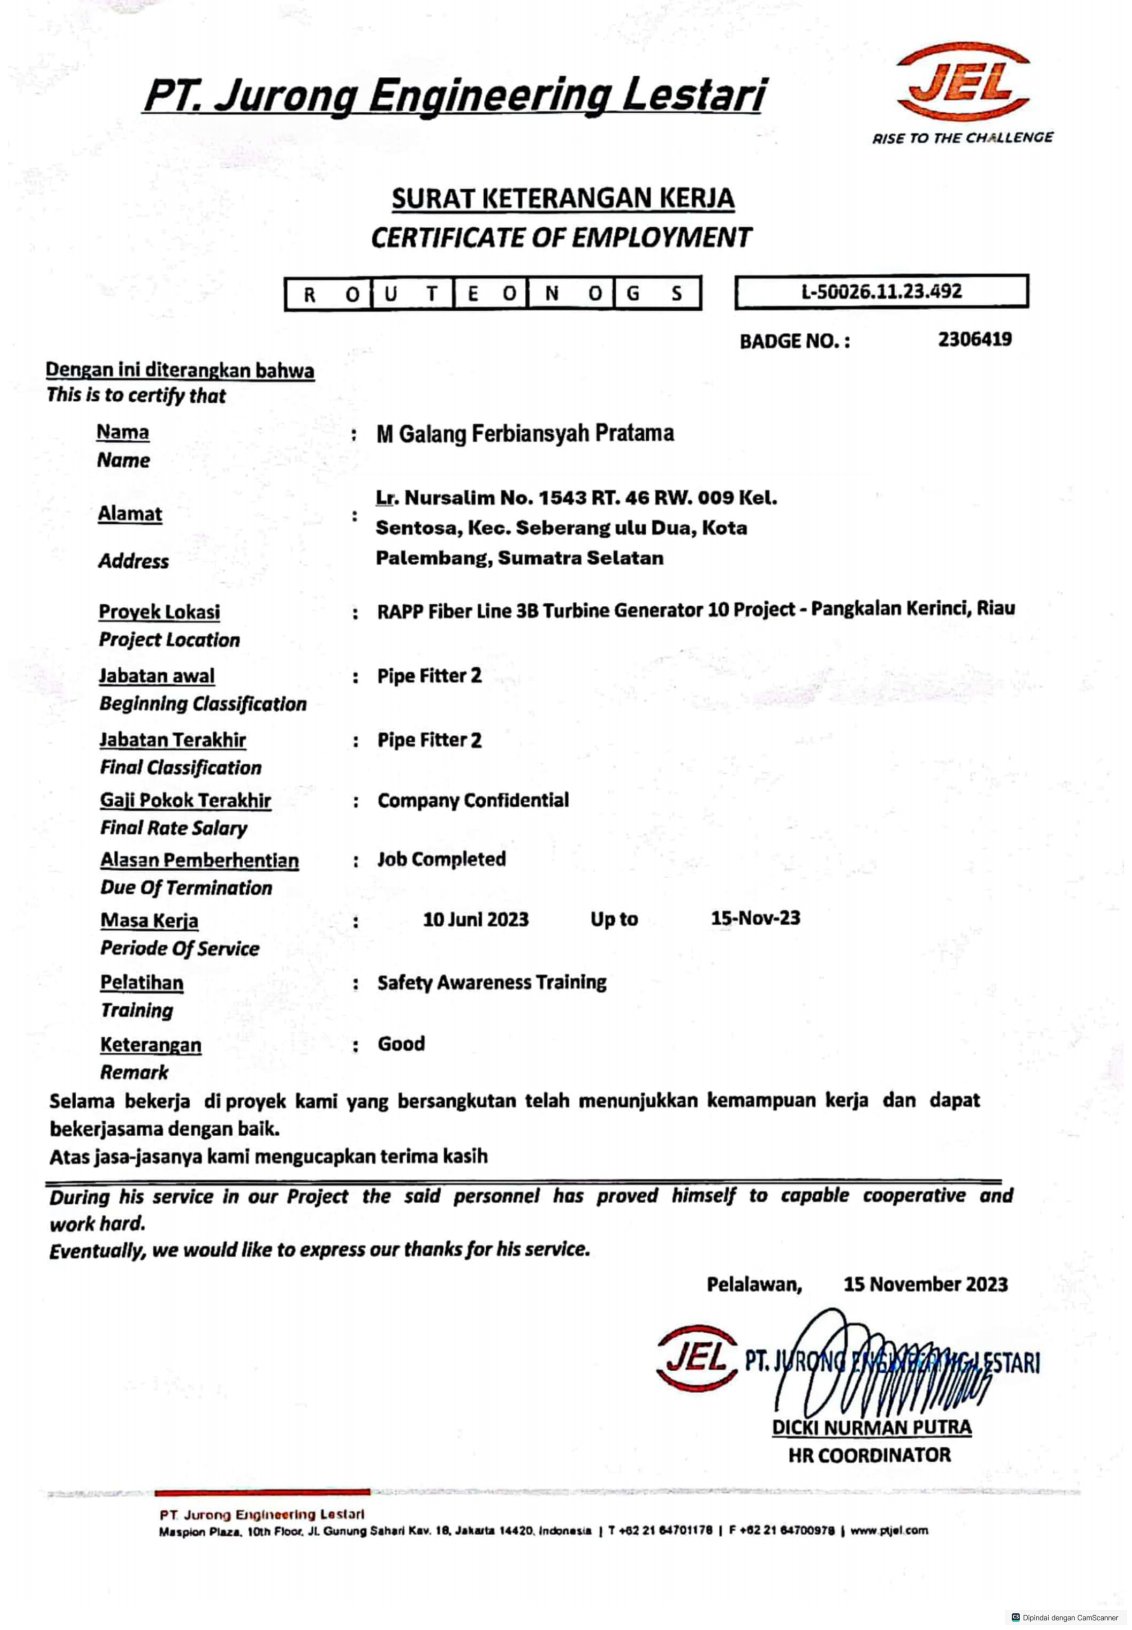 PT. Jurong Engineering Lestari
JEL
RISE TO THE CHALLENGE
SURAT KETERANGAN KERJA
CERTIFICATE OF EMPLOYMENT
R O U T E O N O G S
L-50026.11.23.492
BADGE NO. : 2306419
Dengan ini diterangkan bahwa
This is to certify that
Nama : M Galang Ferbiansyah Pratama
Name
Lr. Nursalim No. 1543 RT. 46 RW. 009 Kel.
Alamat :
Sentosa, Kec. Seberang ulu Dua, Kota
Address Palembang, Sumatra Selatan
Proyek Lokasi : RAPP Fiber Line 3B Turbine Generator 10 Project - Pangkalan Kerinci, Riau
Project Location
Jabatan awal : Pipe Fitter 2
Beginning Classification
Jabatan Terakhir : Pipe Fitter 2
Final Classification
Gaji Pokok Terakhir : Company Confidential
Final Rate Salary
Alasan Pemberhentian : Job Completed
Due Of Termination
Masa Kerja : 10 Juni 2023 Up to 15-Nov-23
Periode Of Service
Pelatihan : Safety Awareness Training
Training
Keterangan : Good
Remark
Selama bekerja di proyek kami yang bersangkutan telah menunjukkan kemampuan kerja dan dapat
bekerjasama dengan baik.
Atas jasa-jasanya kami mengucapkan terima kasih
During his service in our Project the said personnel has proved himself to capable cooperative and
work hard.
Eventually, we would like to express our thanks for his service.
Pelalawan, 15 November 2023
JEL PT. JURONG ENGINEERING LESTARI
DICKI NURMAN PUTRA
HR COORDINATOR
PT Jurong Engineering Lestari
Maspion Plaza, 10th Floor, Jl. Gunung Sahari Kav. 18, Jakarta 14420, Indonesia | T +62 21 64701178 | F +62 21 64700978 | www.ptjel.com
CS Dipindai dengan CamScanner